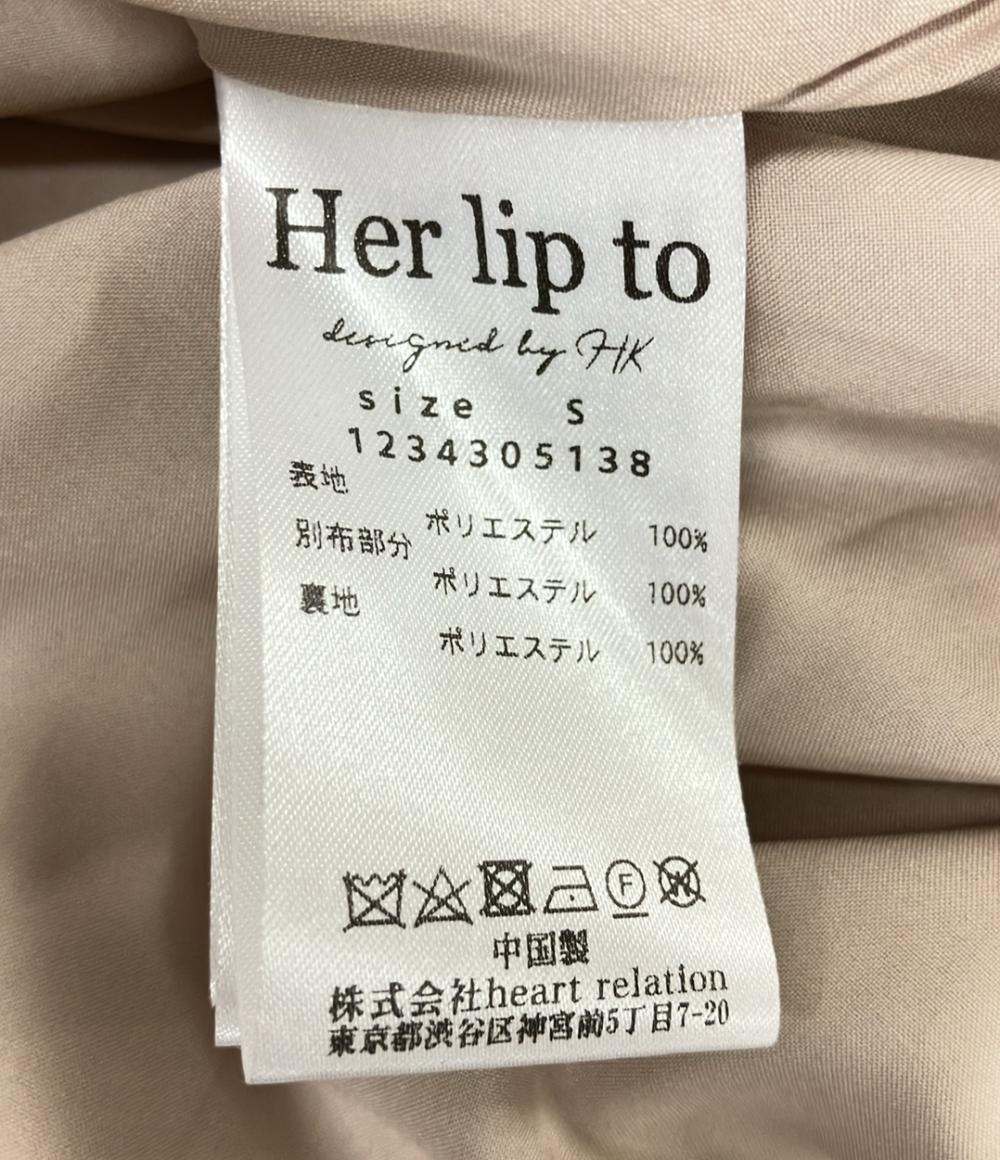 Her lip to
designed by HK
size S
1234305138
表地
ポリエステル 100%
別布部分
ポリエステル 100%
裏地
ポリエステル 100%
F
W
中国製
株式会社heart relation
東京都渋谷区神宮前5丁目7-20